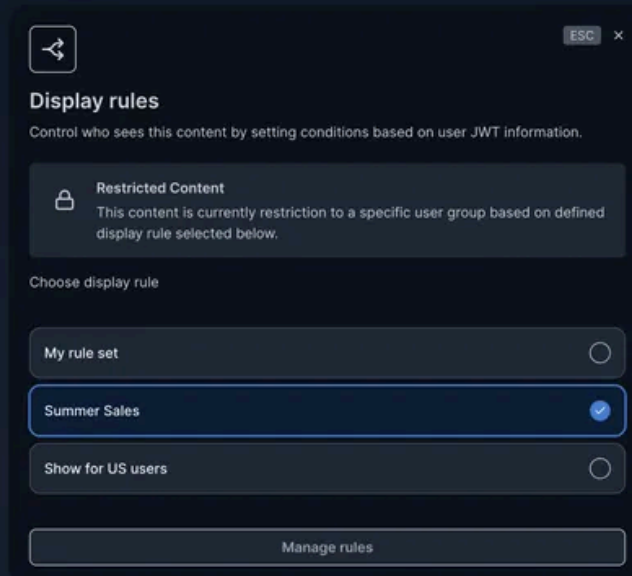 ESC ×
Display rules
Control who sees this content by setting conditions based on user JWT information.
Restricted Content
This content is currently restriction to a specific user group based on defined
display rule selected below.
Choose display rule
My rule set
Summer Sales
Show for US users
Manage rules